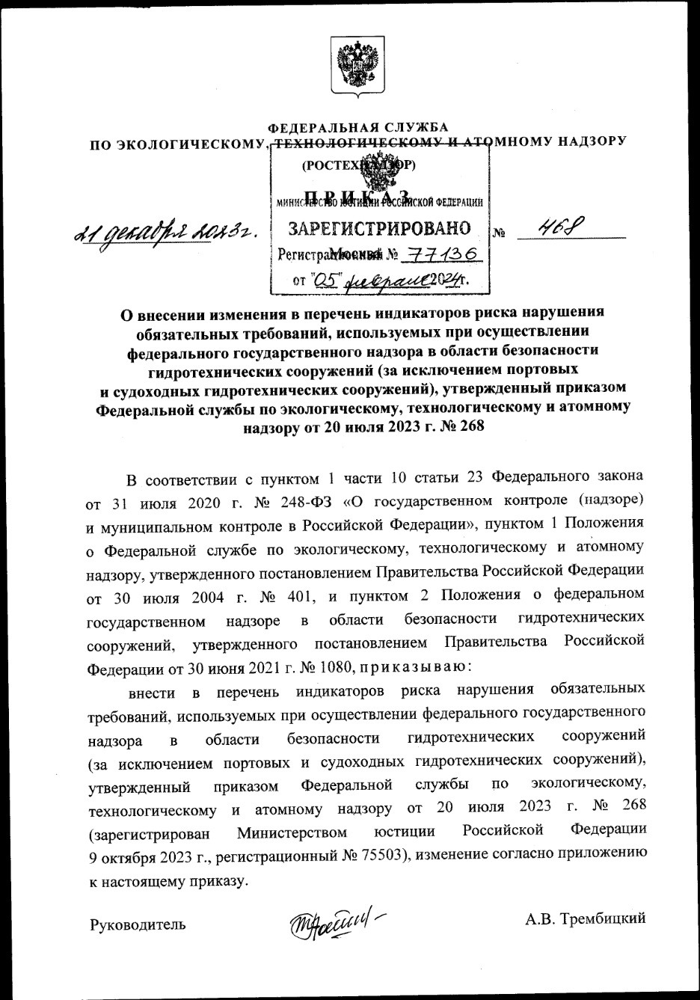 ФЕДЕРАЛЬНАЯ СЛУЖБА
ПО ЭКОЛОГИЧЕСКОМУ, ТЕХНОЛОГИЧЕСКОМУ И АТОМНОМУ НАДЗОРУ
(РОСТЕХНАДЗОР)
ПРИКАЗ
МИНИСТЕРСТВО ЮСТИЦИИ РОССИЙСКОЙ ФЕДЕРАЦИИ
ЗАРЕГИСТРИРОВАНО
21 декабря 2023г.
№ 468
Москва
Регистрационный № 77136
от "05" февраля 2024г.
О внесении изменения в перечень индикаторов риска нарушения
обязательных требований, используемых при осуществлении
федерального государственного надзора в области безопасности
гидротехнических сооружений (за исключением портовых
и судоходных гидротехнических сооружений), утвержденный приказом
Федеральной службы по экологическому, технологическому и атомному
надзору от 20 июля 2023 г. № 268
В соответствии с пунктом 1 части 10 статьи 23 Федерального закона
от 31 июля 2020 г. № 248-ФЗ «О государственном контроле (надзоре)
и муниципальном контроле в Российской Федерации», пунктом 1 Положения
о Федеральной службе по экологическому, технологическому и атомному
надзору, утвержденного постановлением Правительства Российской Федерации
от 30 июля 2004 г. № 401, и пунктом 2 Положения о федеральном
государственном надзоре в области безопасности гидротехнических
сооружений, утвержденного постановлением Правительства Российской
Федерации от 30 июня 2021 г. № 1080, приказываю:
внести в перечень индикаторов риска нарушения обязательных
требований, используемых при осуществлении федерального государственного
надзора в области безопасности гидротехнических сооружений
(за исключением портовых и судоходных гидротехнических сооружений),
утвержденный приказом Федеральной службы по экологическому,
технологическому и атомному надзору от 20 июля 2023 г. № 268
(зарегистрирован Министерством юстиции Российской Федерации
9 октября 2023 г., регистрационный № 75503), изменение согласно приложению
к настоящему приказу.
Руководитель
А.В. Трембицкий